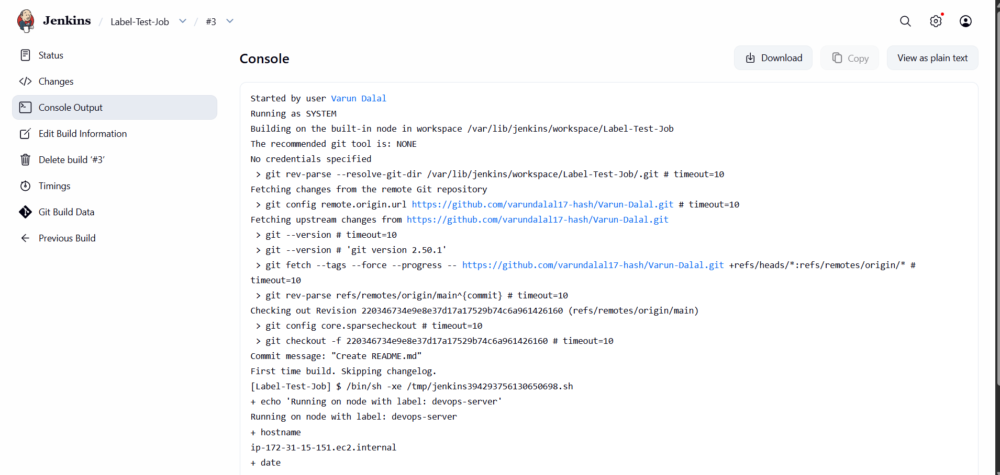 Jenkins / Label-Test-Job / #3
Status
Changes
Console Output
Edit Build Information
Delete build ‘#3’
Timings
Git Build Data
Previous Build
Console
Download
Copy
View as plain text
Started by user Varun Dalal
Running as SYSTEM
Building on the built-in node in workspace /var/lib/jenkins/workspace/Label-Test-Job
The recommended git tool is: NONE
No credentials specified
> git rev-parse --resolve-git-dir /var/lib/jenkins/workspace/Label-Test-Job/.git # timeout=10
Fetching changes from the remote Git repository
> git config remote.origin.url https://github.com/varundalal17-hash/Varun-Dalal.git # timeout=10
Fetching upstream changes from https://github.com/varundalal17-hash/Varun-Dalal.git
> git --version # timeout=10
> git --version # 'git version 2.50.1'
> git fetch --tags --force --progress -- https://github.com/varundalal17-hash/Varun-Dalal.git +refs/heads/*:refs/remotes/origin/* #
timeout=10
> git rev-parse refs/remotes/origin/main^{commit} # timeout=10
Checking out Revision 220346734e9e8e37d17a17529b74c6a961426160 (refs/remotes/origin/main)
> git config core.sparsecheckout # timeout=10
> git checkout -f 220346734e9e8e37d17a17529b74c6a961426160 # timeout=10
Commit message: "Create README.md"
First time build. Skipping changelog.
[Label-Test-Job] $ /bin/sh -xe /tmp/jenkins394293756130650698.sh
+ echo 'Running on node with label: devops-server'
Running on node with label: devops-server
+ hostname
ip-172-31-15-151.ec2.internal
+ date